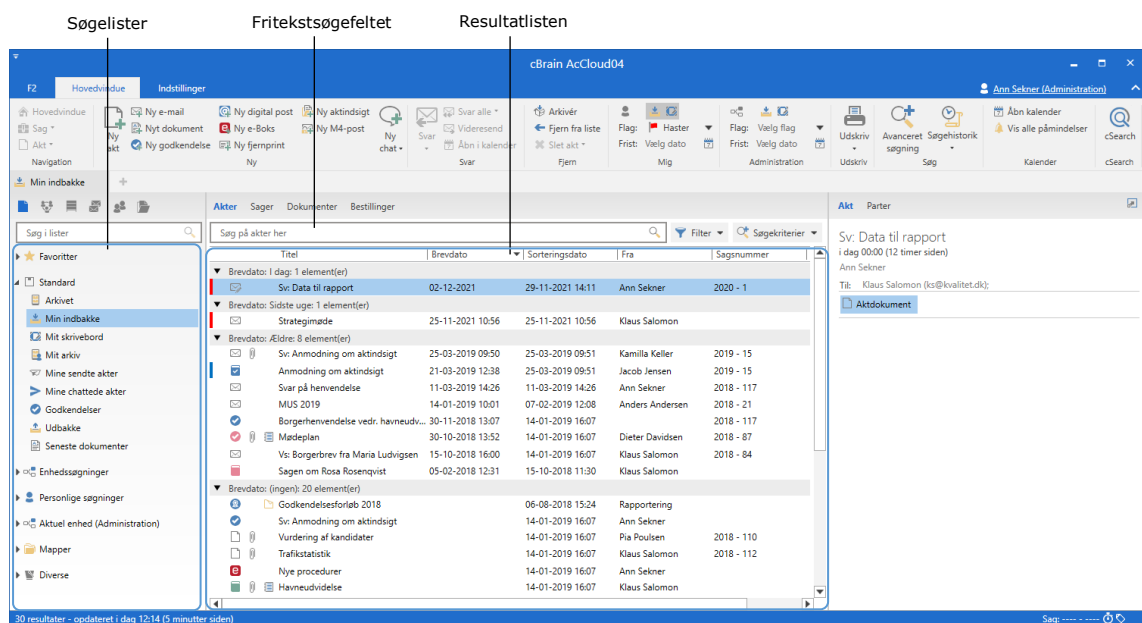 Søgelister Fritekstsøgefeltet Resultatlisten
cBrain AcCloud04
F2 Hovedvindue Indstillinger Ann Sekner (Administration)
Hovedvindue Ny e-mail Ny digital post Ny aktindsigt Svar alle Arkivér Åbn kalender
Sag Nyt dokument Ny e-Boks Ny M4-post Videresend Fjern fra liste Flag: Haster Flag: Vælg flag Vis alle påmindelser
Akt Ny godkendelse Ny fjernprint Åbn i kalender Slet akt Frist: Vælg dato Frist: Vælg dato
Ny akt Ny chat Svar Udskriv Avanceret søgning Søgehistorik cSearch
Navigation Ny Svar Fjern Mig Administration Udskriv Søg Kalender cSearch
Min indbakke +
Akter Sager Dokumenter Bestillinger Akt Parter
Søg i lister Søg på akter her Filter Søgekriterier
Favoritter
Standard
Arkivet
Min indbakke
Mit skrivebord
Mit arkiv
Mine sendte akter
Mine chattede akter
Godkendelser
Udbakke
Seneste dokumenter
Enhedssøgninger
Personlige søgninger
Aktuel enhed (Administration)
Mapper
Diverse
Titel Brevdato Sorteringsdato Fra Sagsnummer
Brevdato: I dag: 1 element(er)
Sv: Data til rapport 02-12-2021 29-11-2021 14:11 Ann Sekner 2020 - 1
Brevdato: Sidste uge: 1 element(er)
Strategimøde 25-11-2021 10:56 25-11-2021 10:56 Klaus Salomon
Brevdato: Ældre: 8 element(er)
Sv: Anmodning om aktindsigt 25-03-2019 09:50 25-03-2019 09:51 Kamilla Keller 2019 - 15
Anmodning om aktindsigt 21-03-2019 12:38 25-03-2019 09:51 Jacob Jensen 2019 - 15
Svar på henvendelse 11-03-2019 14:26 11-03-2019 14:26 Ann Sekner 2018 - 117
MUS 2019 14-01-2019 10:01 07-02-2019 12:08 Anders Andersen 2018 - 21
Borgerhenvendelse vedr. havneudv... 30-11-2018 13:07 14-01-2019 16:07 2018 - 117
Mødeplan 30-10-2018 13:52 14-01-2019 16:07 Dieter Davidsen 2018 - 87
Vs: Borgerbrev fra Maria Ludvigsen 15-10-2018 16:00 14-01-2019 16:07 Klaus Salomon 2018 - 84
Sagen om Rosa Rosenqvist 05-02-2018 12:31 15-10-2018 11:30 Klaus Salomon
Brevdato: (ingen): 20 element(er)
Godkendelsesforløb 2018 06-08-2018 15:24 Rapportering
Sv: Anmodning om aktindsigt 14-01-2019 16:07 Ann Sekner
Vurdering af kandidater 14-01-2019 16:07 Pia Poulsen 2018 - 110
Trafikstatistik 14-01-2019 16:07 Klaus Salomon 2018 - 112
Nye procedurer 14-01-2019 16:07 Ann Sekner
Havneudvidelse 14-01-2019 16:07 Klaus Salomon
Sv: Data til rapport
i dag 00:00 (12 timer siden)
Ann Sekner
Til: Klaus Salomon (ks@kvalitet.dk);
Aktdokument
30 resultater - opdateret i dag 12:14 (5 minutter siden) Sag: ---- - ----